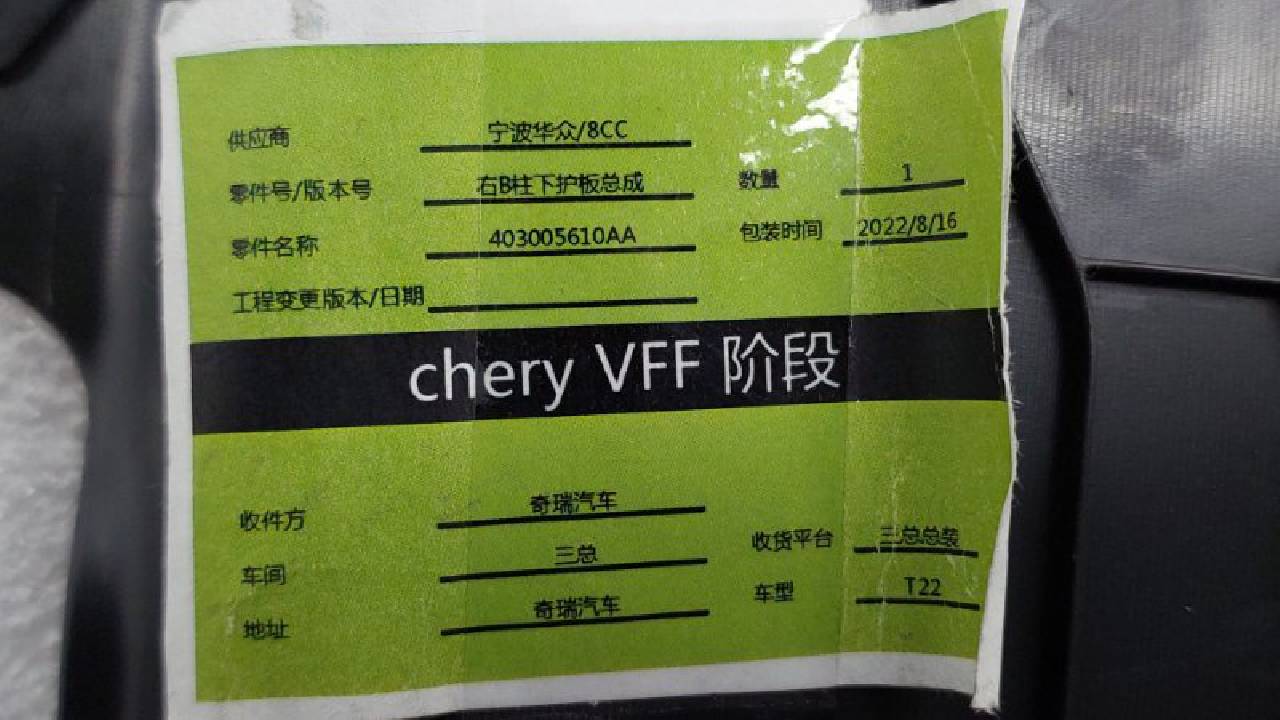 供应商 宁波华众/8CC
零件号/版本号 右B柱下护板总成 数量 1
零件名称 403005610AA 包装时间 2022/8/16
工程变更版本/日期
chery VFF 阶段
收件方 奇瑞汽车
车间 三总 收货平台 三总总装
地址 奇瑞汽车 车型 T22